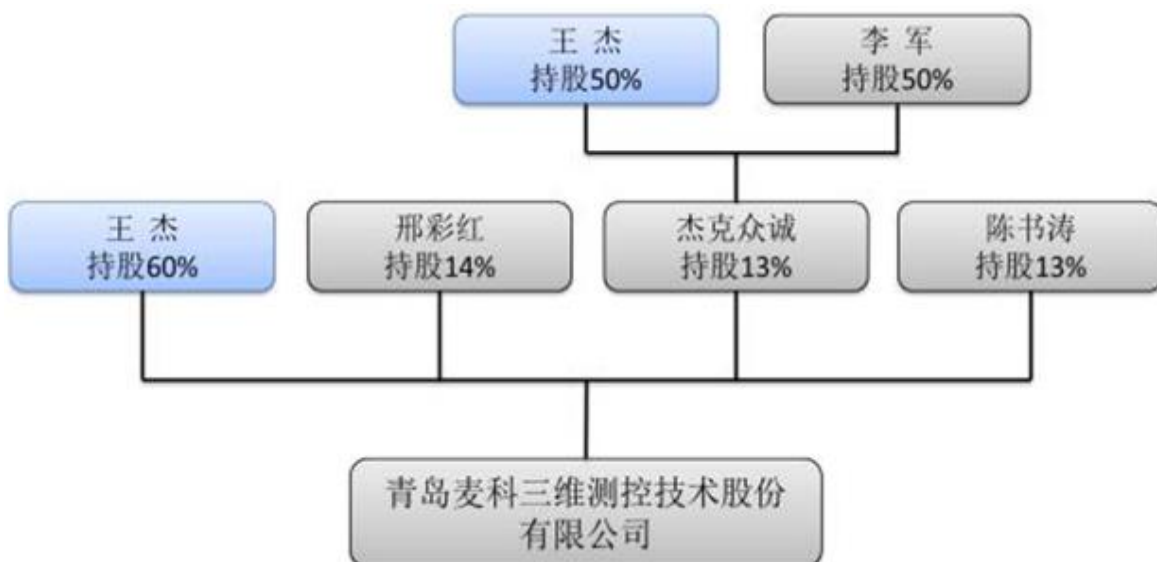 王 杰
持股50%
李 军
持股50%
王 杰
持股60%
邢彩红
持股14%
杰克众诚
持股13%
陈书涛
持股13%
青岛麦科三维测控技术股份
有限公司